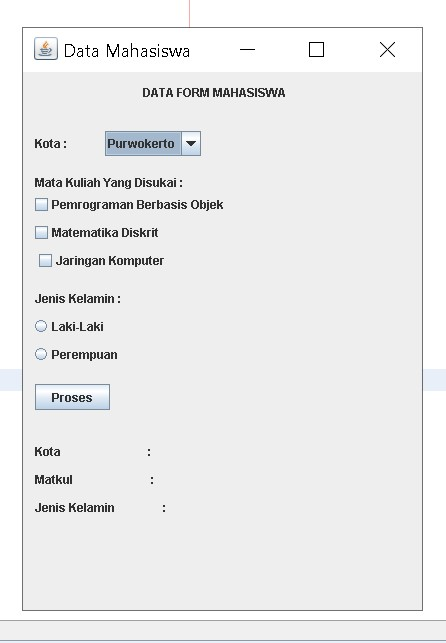 Data Mahasiswa
DATA FORM MAHASISWA
Kota : Purwokerto
Mata Kuliah Yang Disukai :
Pemrograman Berbasis Objek
Matematika Diskrit
Jaringan Komputer
Jenis Kelamin :
Laki-Laki
Perempuan
Proses
Kota :
Matkul :
Jenis Kelamin :